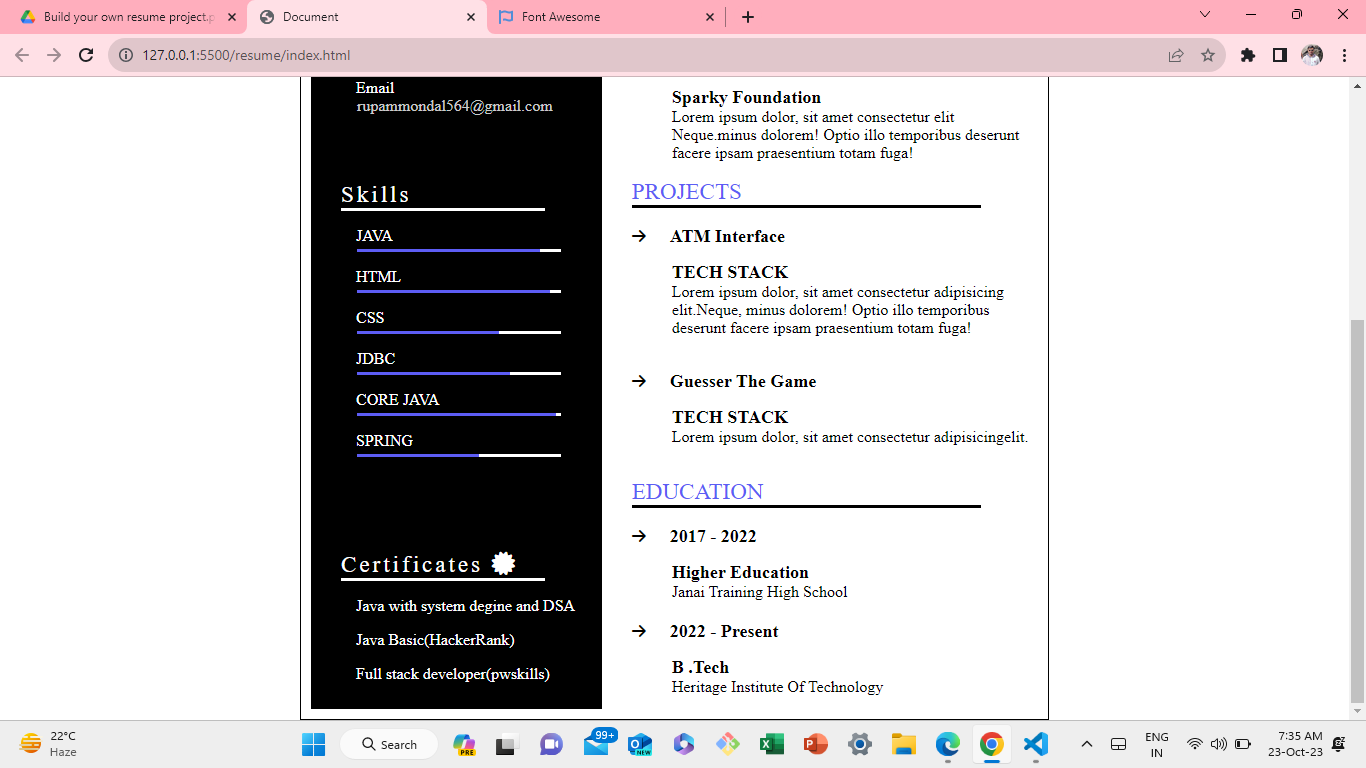 Build your own resume project.p
Document
Font Awesome
127.0.0.1:5500/resume/index.html
Email
rupammondal564@gmail.com
Skills
JAVA
HTML
CSS
JDBC
CORE JAVA
SPRING
Certificates
Java with system degine and DSA
Java Basic(HackerRank)
Full stack developer(pwskills)
Sparky Foundation
Lorem ipsum dolor, sit amet consectetur elit
Neque.minus dolorem! Optio illo temporibus deserunt
facere ipsam praesentium totam fuga!
PROJECTS
ATM Interface
TECH STACK
Lorem ipsum dolor, sit amet consectetur adipisicing
elit.Neque, minus dolorem! Optio illo temporibus
deserunt facere ipsam praesentium totam fuga!
Guesser The Game
TECH STACK
Lorem ipsum dolor, sit amet consectetur adipisicingelit.
EDUCATION
2017 - 2022
Higher Education
Janai Training High School
2022 - Present
B .Tech
Heritage Institute Of Technology
22°C
Haze
Search
PRE
99+
NEW
ENG
IN
7:35 AM
23-Oct-23